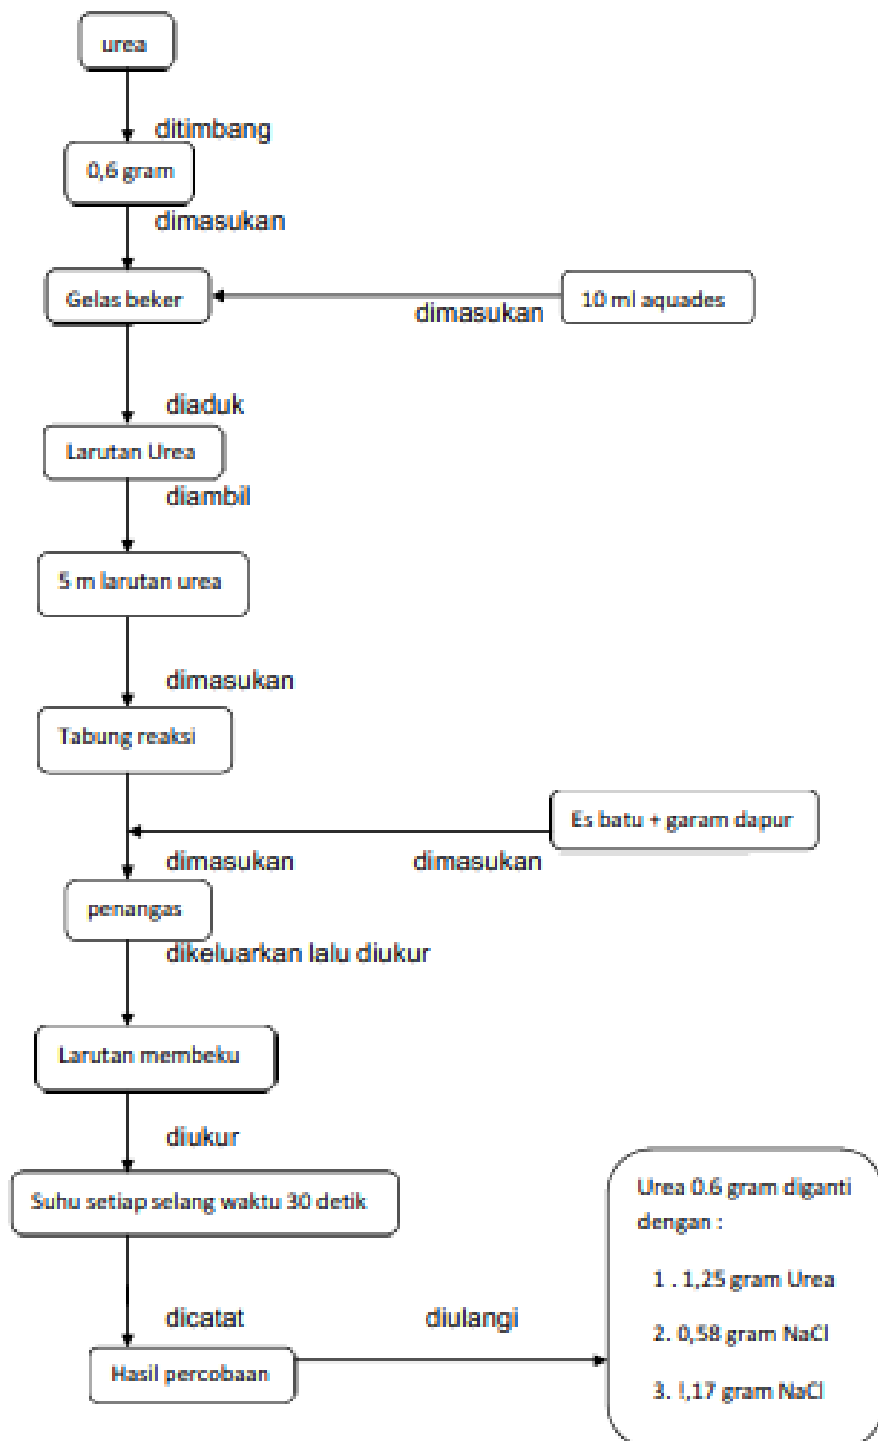 urea
ditimbang
0,6 gram
dimasukan
Gelas beker
dimasukan
10 ml aquades
diaduk
Larutan Urea
diambil
5 m larutan urea
dimasukan
Tabung reaksi
Es batu + garam dapur
dimasukan
dimasukan
penangas
dikeluarkan lalu diukur
Larutan membeku
diukur
Suhu setiap selang waktu 30 detik
dicatat
Hasil percobaan
diulangi
Urea 0.6 gram diganti
dengan :
1 . 1,25 gram Urea
2. 0,58 gram NaCl
3. !,17 gram NaCl